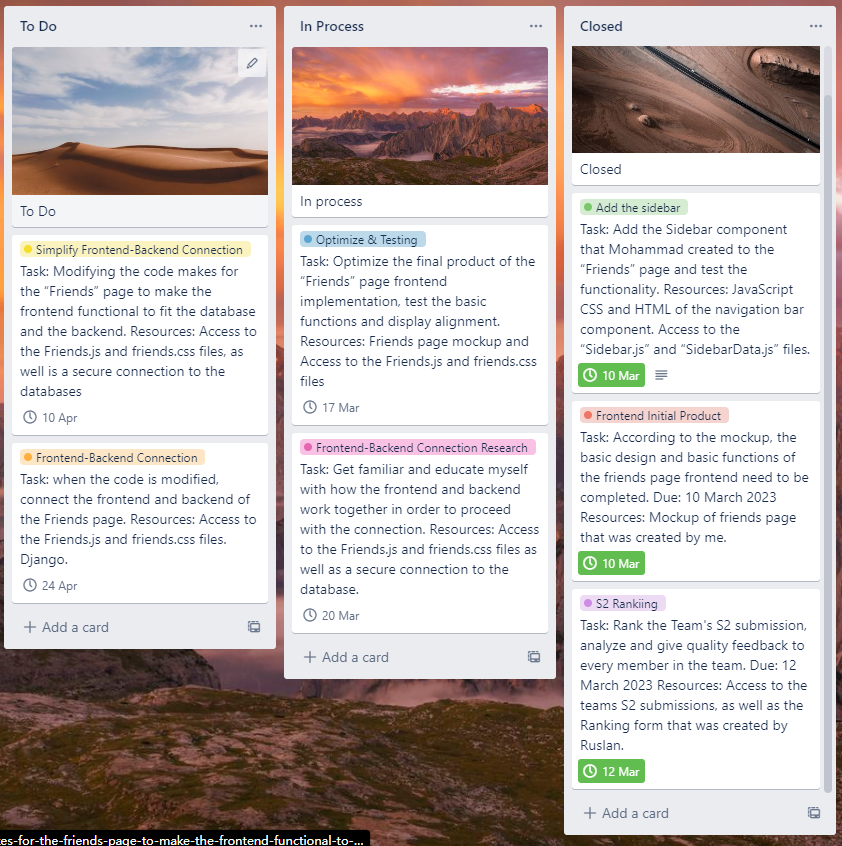 To Do
To Do
Simplify Frontend-Backend Connection
Task: Modifying the code makes for
the “Friends” page to make the
frontend functional to fit the database
and the backend. Resources: Access to
the Friends.js and friends.css files, as
well is a secure connection to the
databases
10 Apr
Frontend-Backend Connection
Task: when the code is modified,
connect the frontend and backend of
the Friends page. Resources: Access to
the Friends.js and friends.css files.
Django.
24 Apr
Add a card
In Process
In process
Optimize & Testing
Task: Optimize the final product of the
“Friends” page frontend
implementation, test the basic
functions and display alignment.
Resources: Friends page mockup and
Access to the Friends.js and friends.css
files
17 Mar
Frontend-Backend Connection Research
Task: Get familiar and educate myself
with how the frontend and backend
work together in order to proceed
with the connection. Resources: Access
to the Friends.js and friends.css files as
well as a secure connection to the
database.
20 Mar
Add a card
Closed
Closed
Add the sidebar
Task: Add the Sidebar component
that Mohammad created to the
“Friends” page and test the
functionality. Resources: JavaScript
CSS and HTML of the navigation bar
component. Access to the
“Sidebar.js” and “SidebarData.js” files.
10 Mar
Frontend Initial Product
Task: According to the mockup, the
basic design and basic functions of
the friends page frontend need to be
completed. Due: 10 March 2023
Resources: Mockup of friends page
that was created by me.
10 Mar
S2 Rankiing
Task: Rank the Team's S2 submission,
analyze and give quality feedback to
every member in the team. Due: 12
March 2023 Resources: Access to the
teams S2 submissions, as well as the
Ranking form that was created by
Ruslan.
12 Mar
Add a card
es-for-the-friends-page-to-make-the-frontend-functional-to-...